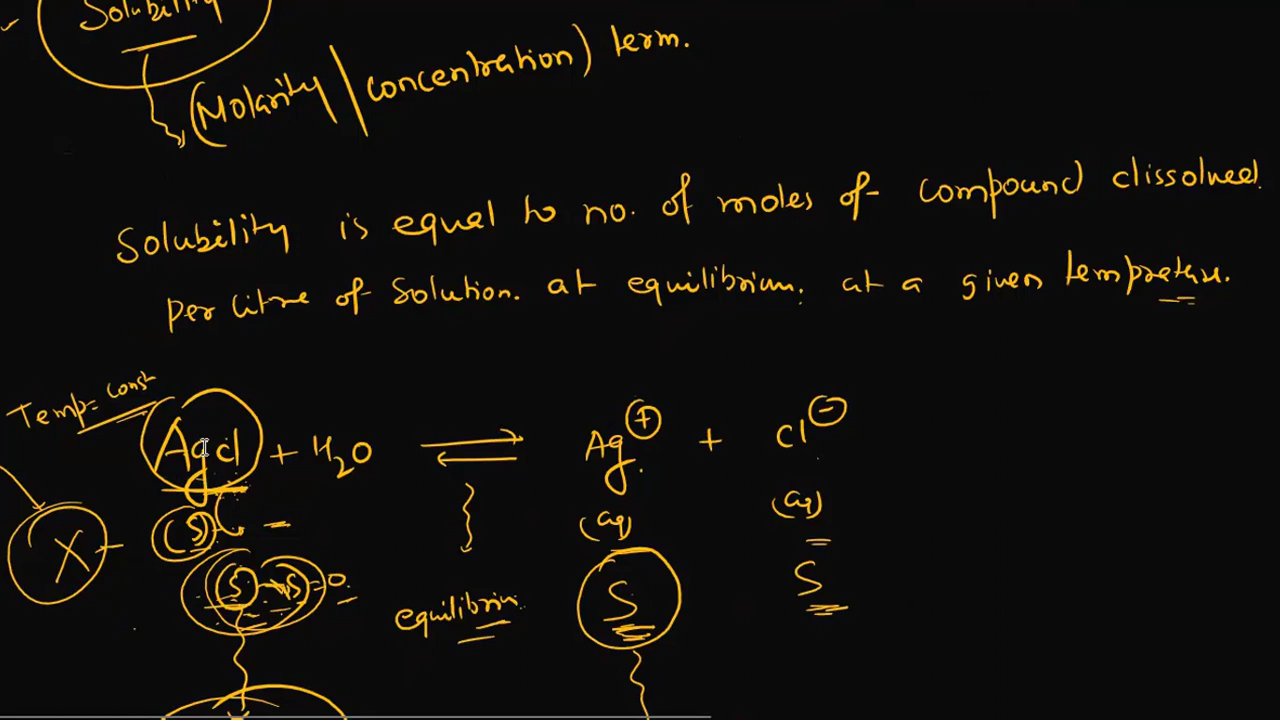 Solubility
(Molarity/concentration) term.
Solubility is equal to no. of moles of compound dissolved
per litre of solution. at equilibrium. at a given tempreture.
Temp = const
AgCl + H2O ⇌ Ag⊕ + Cl⊖
(S) (aq) (aq)
X
S - S = 0 equilibrium S S